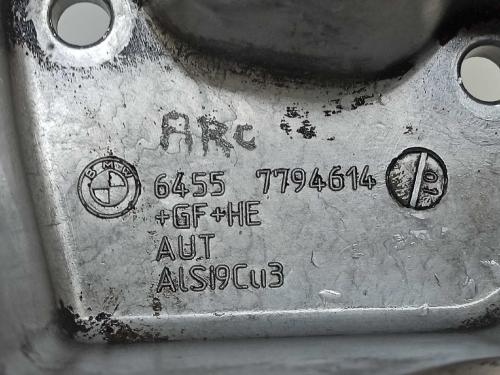 ARC
BMW
6455 7794614
+GF+HE
AUT
AlSi9Cu3